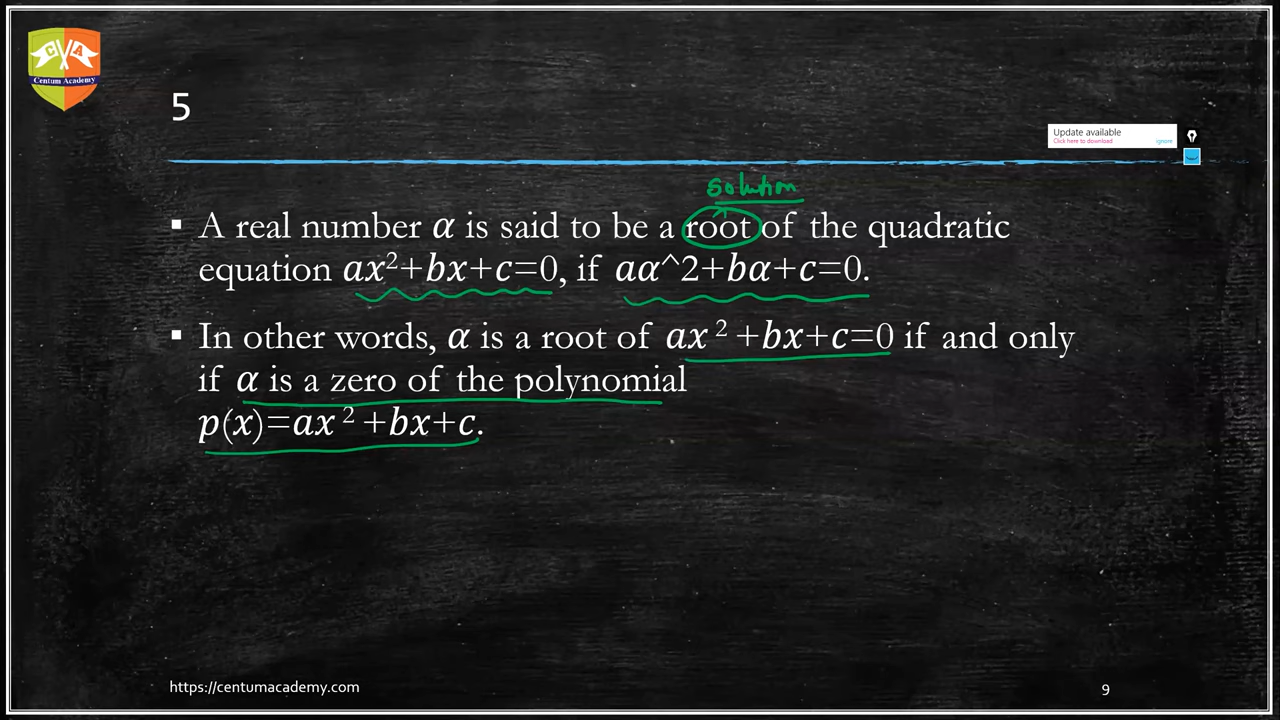 C A
Centum Academy
5
Update available
Click here to download ignore
solution
▪ A real number 𝛼 is said to be a root of the quadratic
equation 𝑎𝑥²+𝑏𝑥+𝑐=0, if 𝑎𝛼^2+𝑏𝛼+𝑐=0.
▪ In other words, 𝛼 is a root of 𝑎𝑥²+𝑏𝑥+𝑐=0 if and only
if 𝛼 is a zero of the polynomial
𝑝(𝑥)=𝑎𝑥²+𝑏𝑥+𝑐.
https://centumacademy.com 9